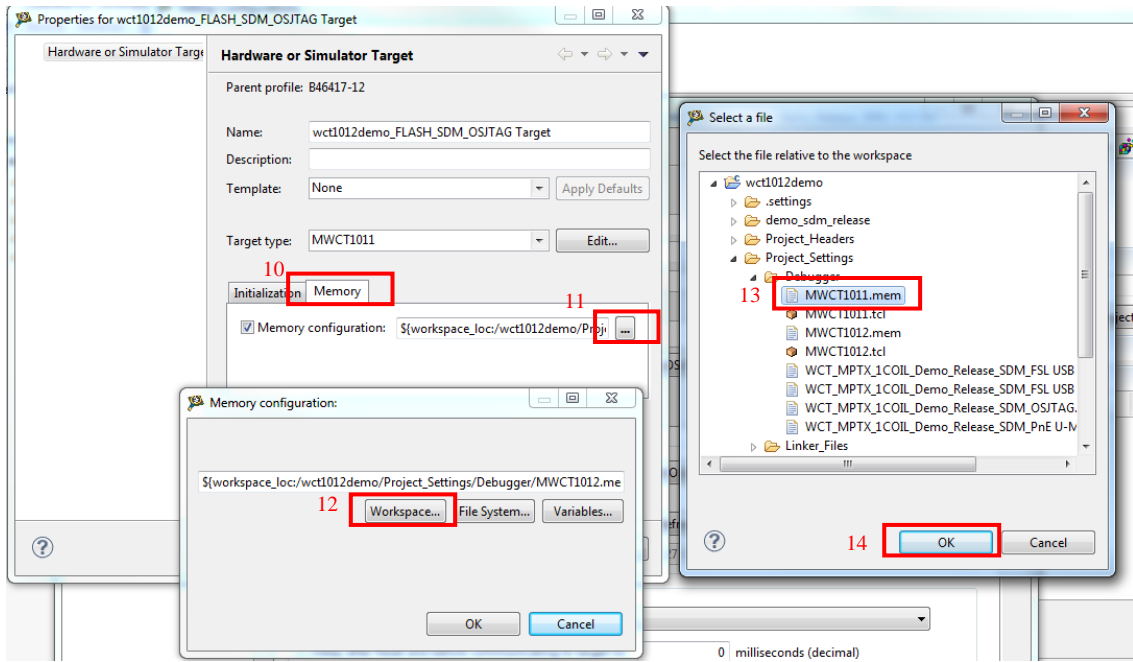 Properties for wct1012demo_FLASH_SDM_OSJTAG Target
Hardware or Simulator Targe
Hardware or Simulator Target
Parent profile: B46417-12
Name: wct1012demo_FLASH_SDM_OSJTAG Target
Description:
Template: None Apply Defaults
Target type: MWCT1011 Edit...
10
Initialization Memory
11
Memory configuration: ${workspace_loc:/wct1012demo/Proj ...
Memory configuration:
${workspace_loc:/wct1012demo/Project_Settings/Debugger/MWCT1012.me
12 Workspace... File System... Variables...
OK Cancel
Select a file
Select the file relative to the workspace
wct1012demo
.settings
demo_sdm_release
Project_Headers
Project_Settings
Debugger
13 MWCT1011.mem
MWCT1011.tcl
MWCT1012.mem
MWCT1012.tcl
WCT_MPTX_1COIL_Demo_Release_SDM_FSL USB
WCT_MPTX_1COIL_Demo_Release_SDM_FSL USB
WCT_MPTX_1COIL_Demo_Release_SDM_OSJTAG.
WCT_MPTX_1COIL_Demo_Release_SDM_PnE U-M
Linker_Files
14 OK Cancel
0 milliseconds (decimal)